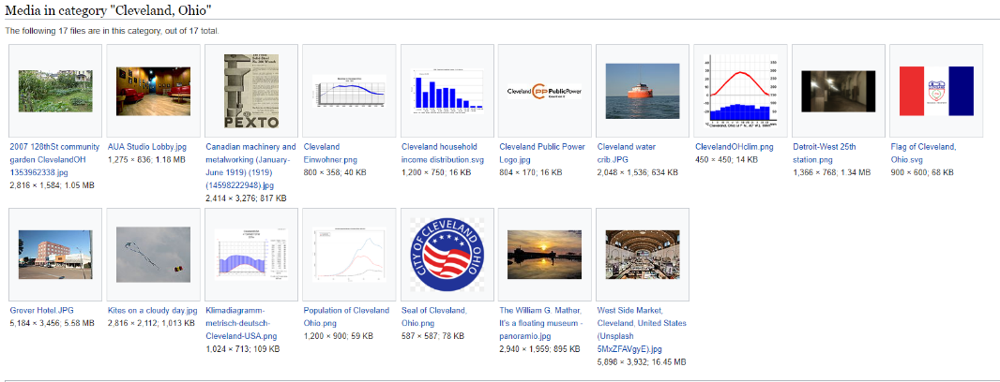 Media in category "Cleveland, Ohio"
The following 17 files are in this category, out of 17 total.
PEXTO
Cleveland CPP PublicPower
CITY OF CLEVELAND OHIO
2007 128thSt community
garden ClevelandOH
1353962338.jpg
2,816 × 1,584; 1.05 MB
AUA Studio Lobby.jpg
1,275 × 836; 1.18 MB
Canadian machinery and
metalworking (January-
June 1919) (1919)
(14598222948).jpg
2,414 × 3,276; 817 KB
Cleveland
Einwohner.png
800 × 358; 40 KB
Cleveland household
income distribution.svg
1,200 × 750; 16 KB
Cleveland Public Power
Logo.jpg
804 × 170; 16 KB
Cleveland water
crib.JPG
2,048 × 1,536; 634 KB
ClevelandOHclim.png
450 × 450; 14 KB
Detroit-West 25th
station.png
1,366 × 768; 1.34 MB
Flag of Cleveland,
Ohio.svg
900 × 600; 68 KB
Grover Hotel.JPG
5,184 × 3,456; 5.58 MB
Kites on a cloudy day.jpg
2,816 × 2,112; 1,013 KB
Klimadiagramm-
metrisch-deutsch-
Cleveland-USA.png
1,024 × 713; 109 KB
Population of Cleveland
Ohio.png
1,200 × 900; 59 KB
Seal of Cleveland,
Ohio.png
587 × 587; 78 KB
The William G. Mather,
It's a floating museum -
panoramio.jpg
2,940 × 1,959; 895 KB
West Side Market,
Cleveland, United States
(Unsplash
5MxZFAVgyE).jpg
5,898 × 3,932; 16.45 MB